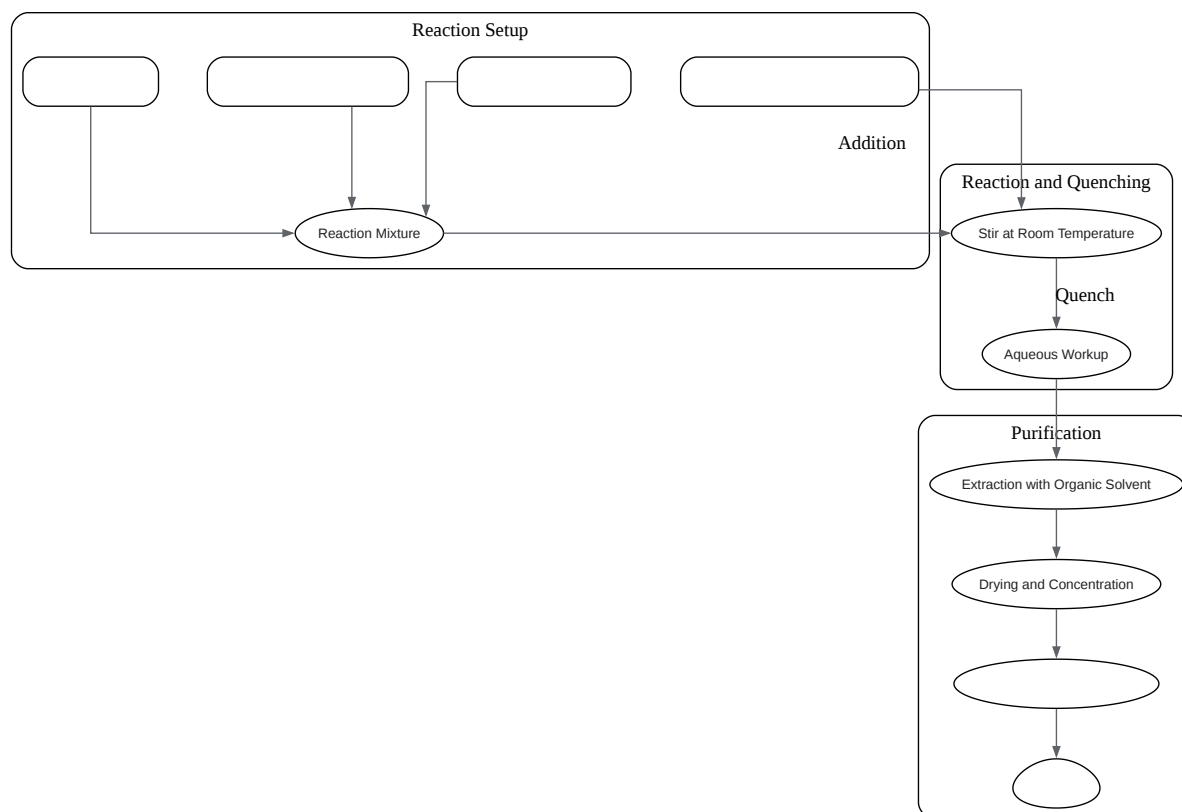 Reaction Setup
Addition
Reaction Mixture
Reaction and Quenching
Stir at Room Temperature
Quench
Aqueous Workup
Purification
Extraction with Organic Solvent
Drying and Concentration